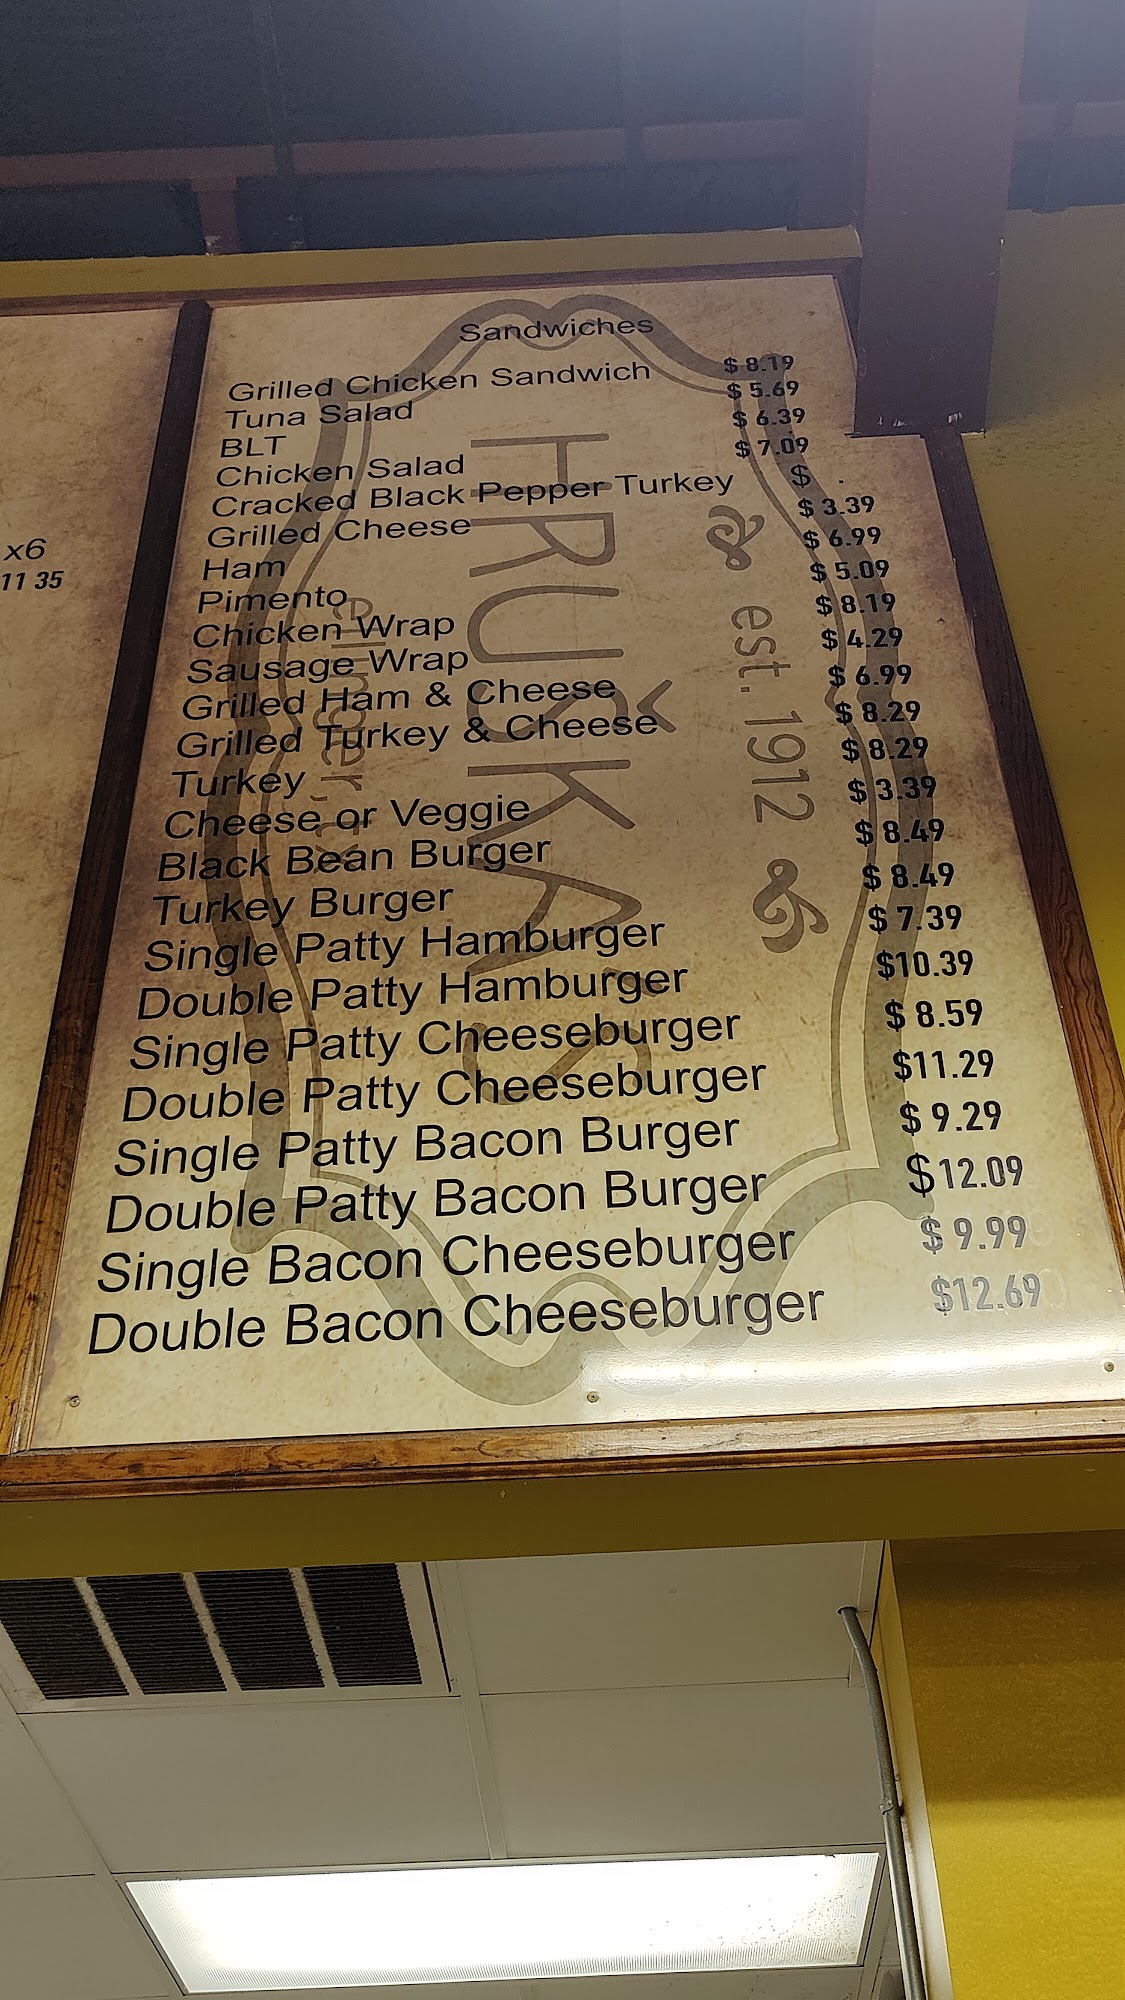 Sandwiches
Grilled Chicken Sandwich $ 8.19
Tuna Salad $ 5.69
BLT $ 6.39
Chicken Salad $ 7.09
Cracked Black Pepper Turkey $ .
Grilled Cheese $ 3.39
Ham $ 6.99
Pimento $ 5.09
Chicken Wrap $ 8.19
Sausage Wrap $ 4.29
Grilled Ham & Cheese $ 6.99
Grilled Turkey & Cheese $ 8.29
Turkey $ 8.29
Cheese or Veggie $ 3.39
Black Bean Burger $ 8.49
Turkey Burger $ 8.49
Single Patty Hamburger $ 7.39
Double Patty Hamburger $10.39
Single Patty Cheeseburger $ 8.59
Double Patty Cheeseburger $11.29
Single Patty Bacon Burger $ 9.29
Double Patty Bacon Burger $12.09
Single Bacon Cheeseburger $ 9.99
Double Bacon Cheeseburger $12.69
x6
11 35
est. 1912
HRUŠKA'S
ellinger, tx